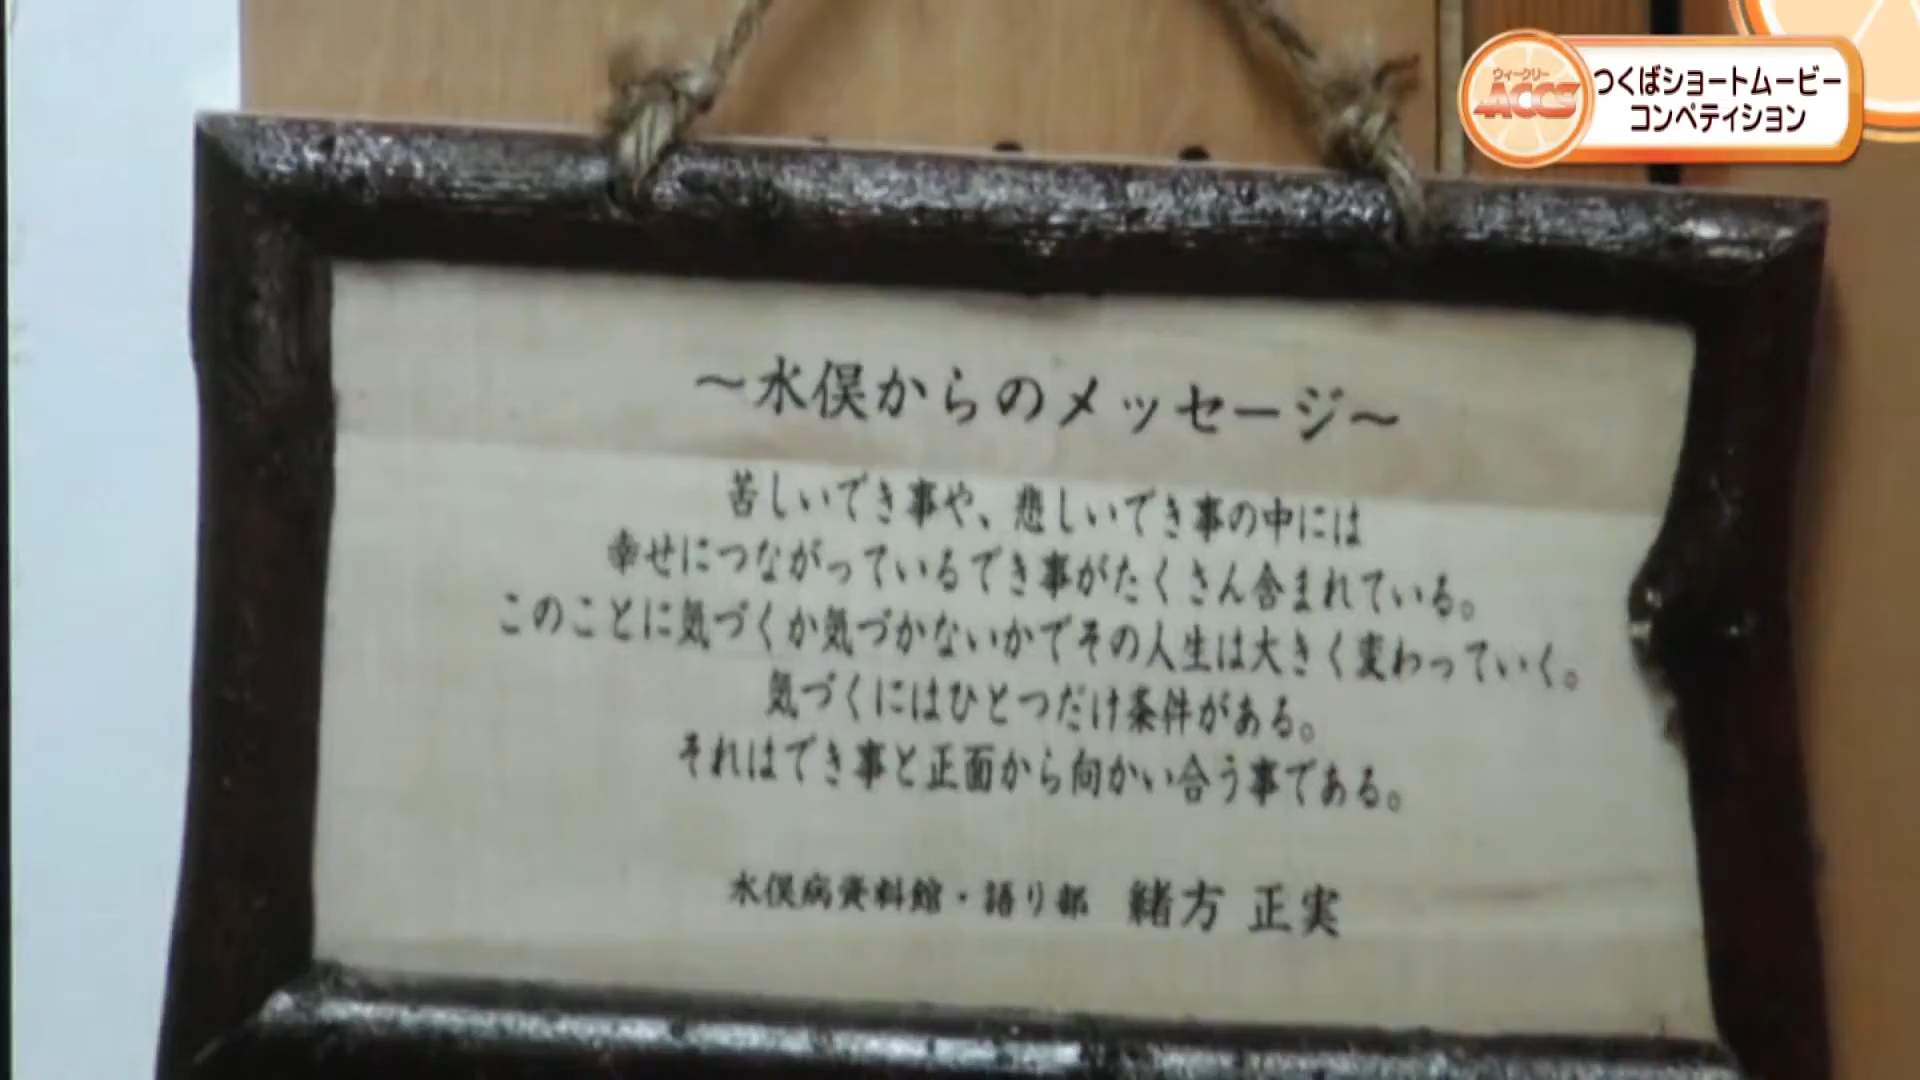 ウィークリー
ACCS
つくばショートムービー
コンペティション
～水俣からのメッセージ～
苦しいでき事や、悲しいでき事の中には
幸せにつながっているでき事がたくさん含まれている。
このことに気づくか気づかないかでその人生は大きく変わっていく。
気づくにはひとつだけ条件がある。
それはでき事と正面から向かい合う事である。
水俣病資料館・語り部 緒方 正実